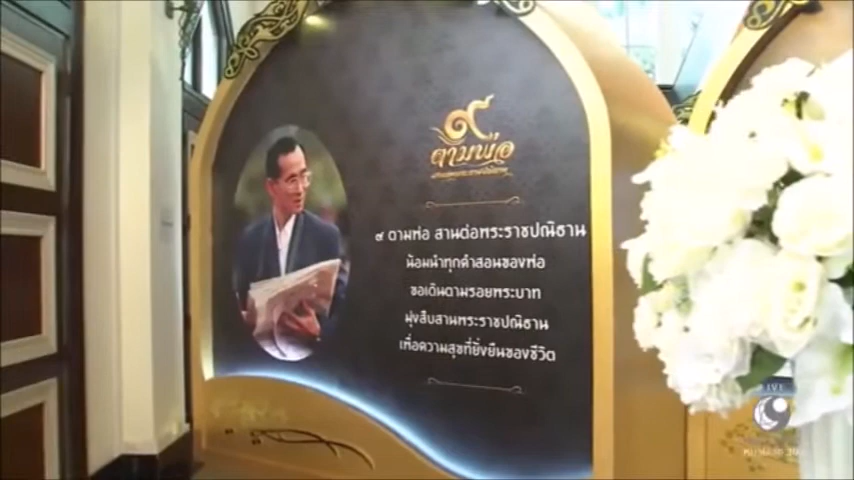 ๙
ตามพ่อ
๙ ตามพ่อ สานต่อพระราชปณิธาน
น้อมนำทุกคำสอนของพ่อ
ขอเดินตามรอยพระบาท
มุ่งสืบสานพระราชปณิธาน
เพื่อความสุขที่ยั่งยืนของชีวิต
LIVE